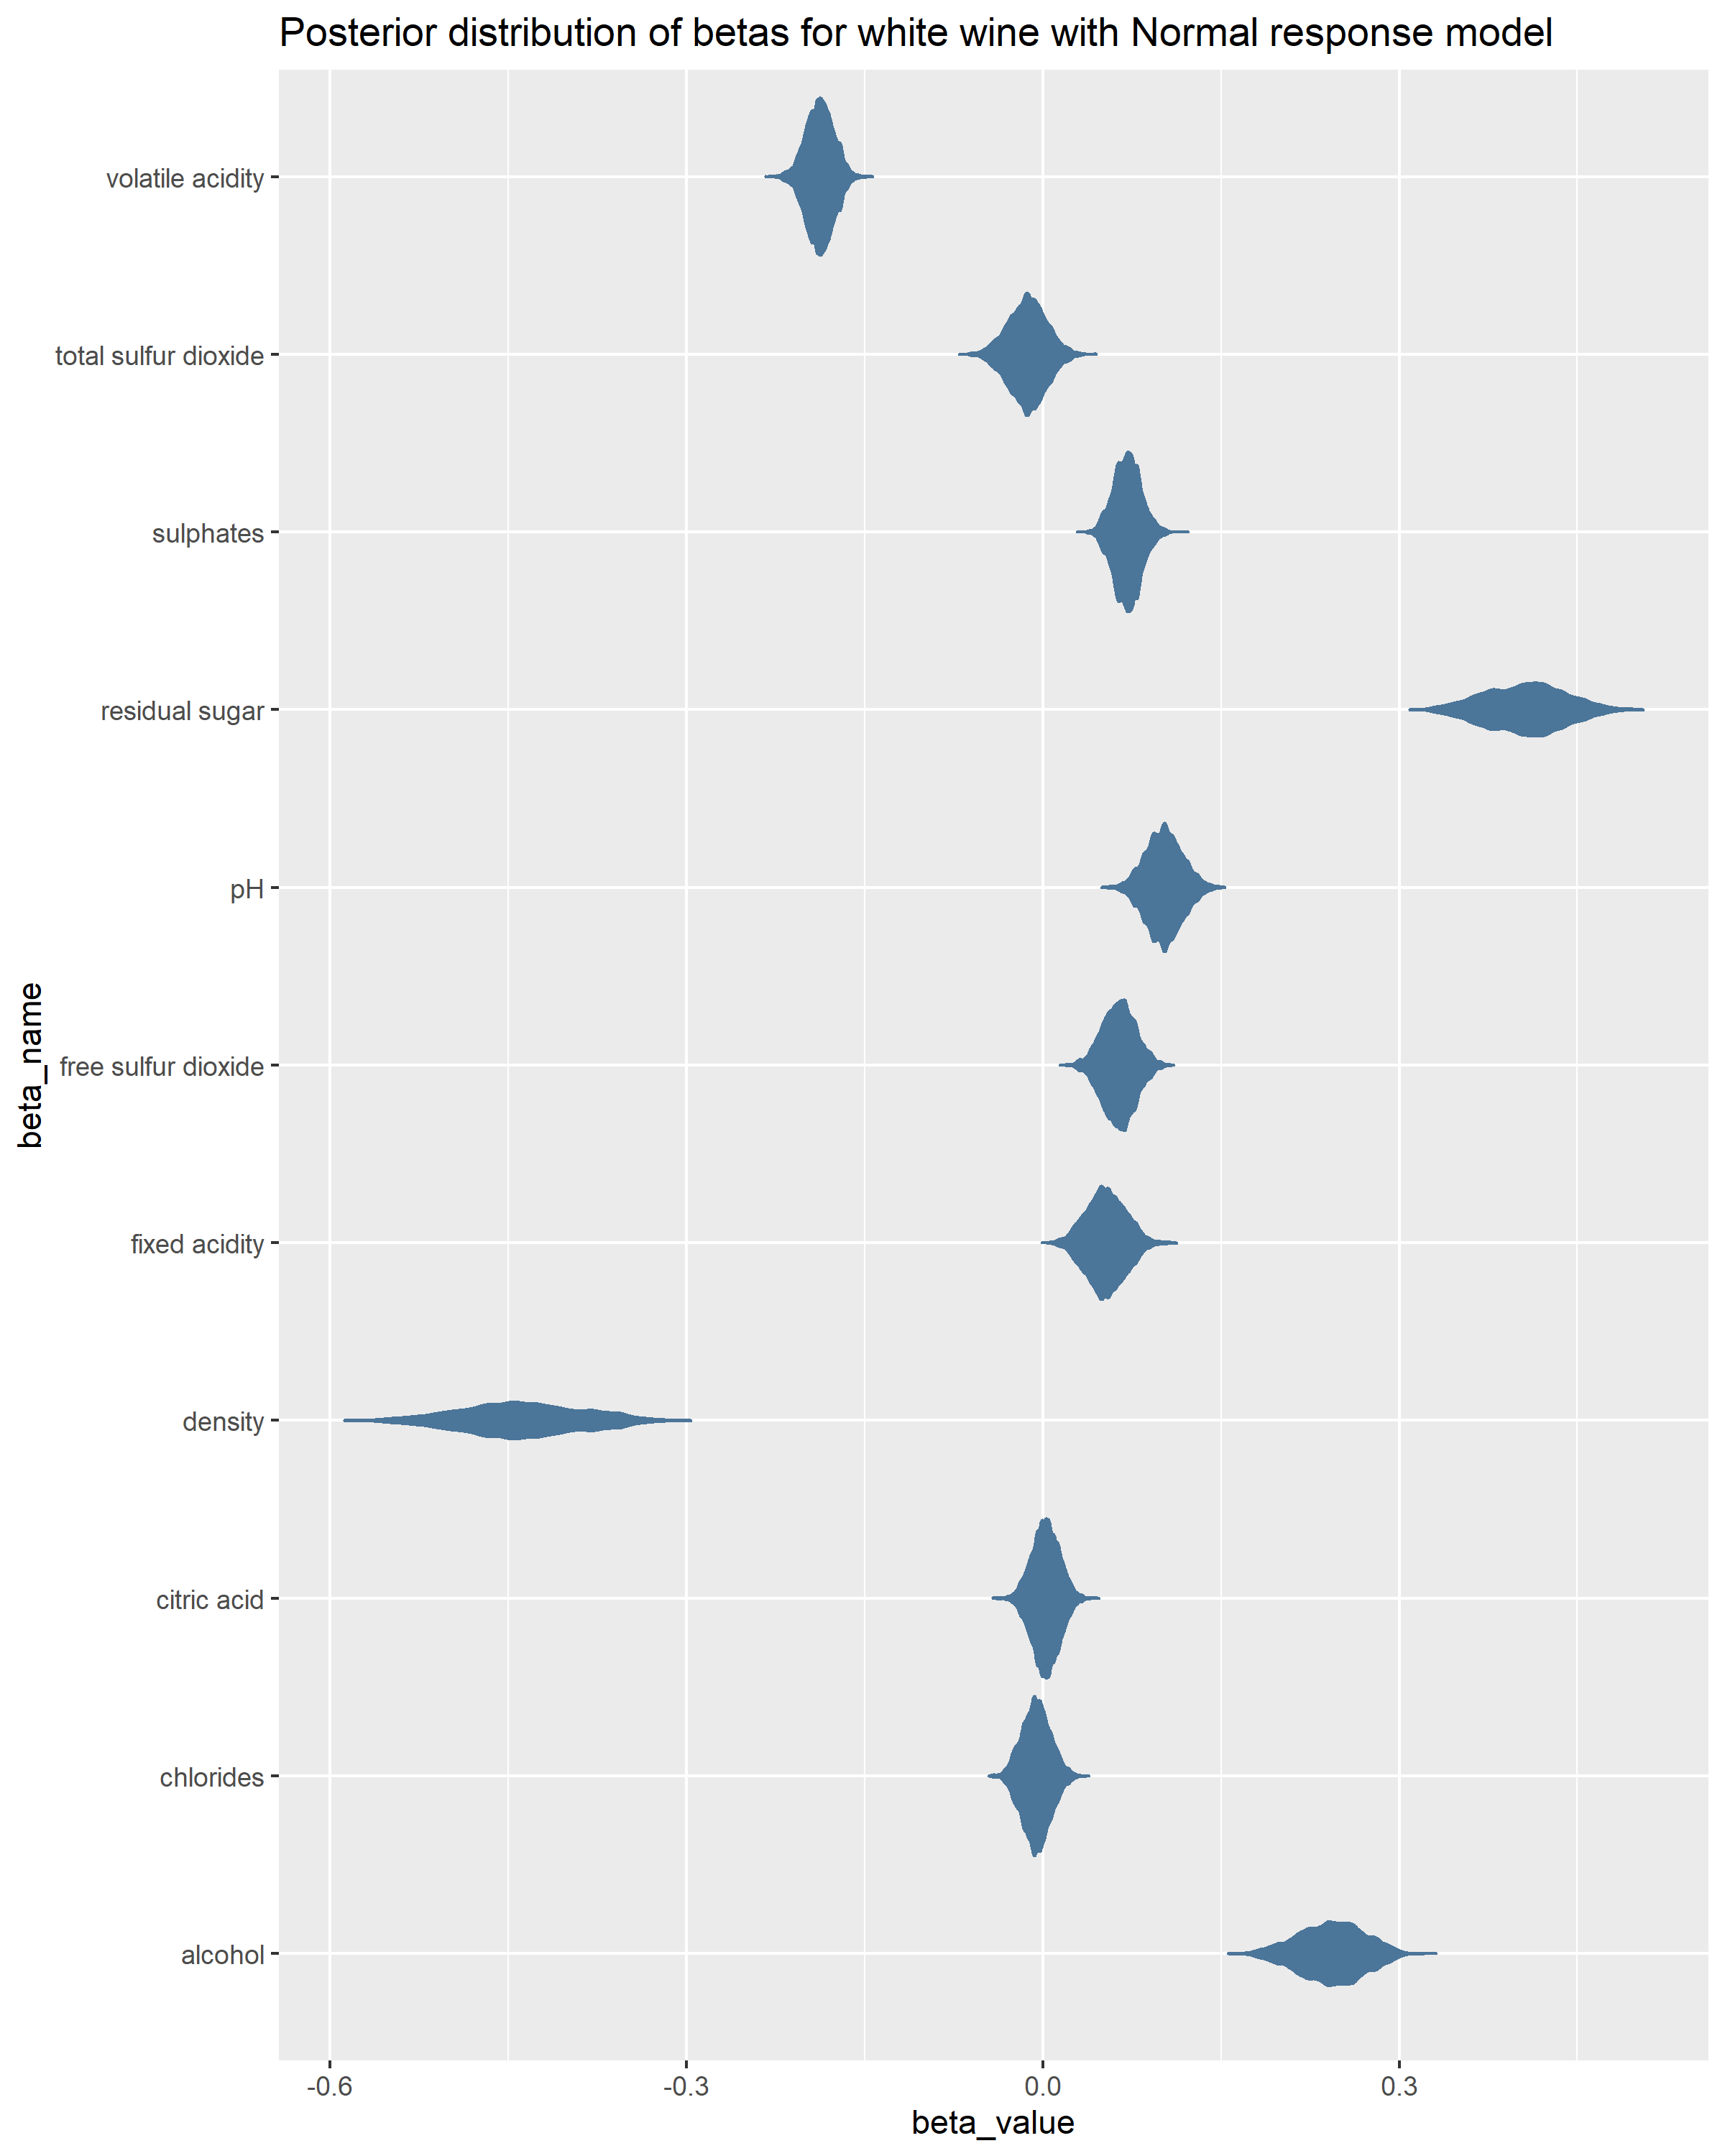 Posterior distribution of betas for white wine with Normal response model
volatile acidity
total sulfur dioxide
sulphates
residual sugar
pH
free sulfur dioxide
fixed acidity
density
citric acid
chlorides
alcohol
beta_name
-0.6 -0.3 0.0 0.3
beta_value